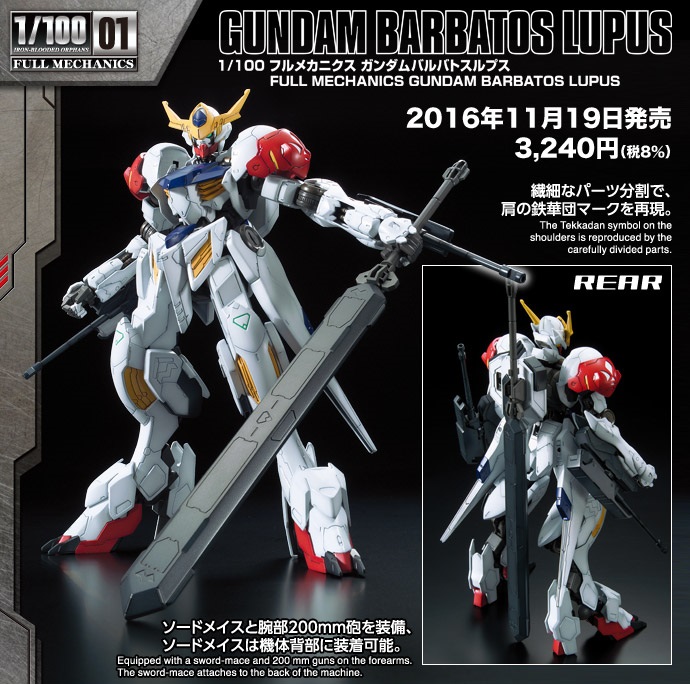 1/100 01
IRON-BLOODED ORPHANS
FULL MECHANICS
GUNDAM BARBATOS LUPUS
1/100 フルメカニクス ガンダムバルバトスルプス
FULL MECHANICS GUNDAM BARBATOS LUPUS
2016年11月19日発売
3,240円(税8%)
繊細なパーツ分割で、
肩の鉄華団マークを再現。
The Tekkadan symbol on the
shoulders is reproduced by the
carefully divided parts.
REAR
ソードメイスと腕部200mm砲を装備、
ソードメイスは機体背部に装着可能。
Equipped with a sword-mace and 200 mm guns on the forearms.
The sword-mace attaches to the back of the machine.